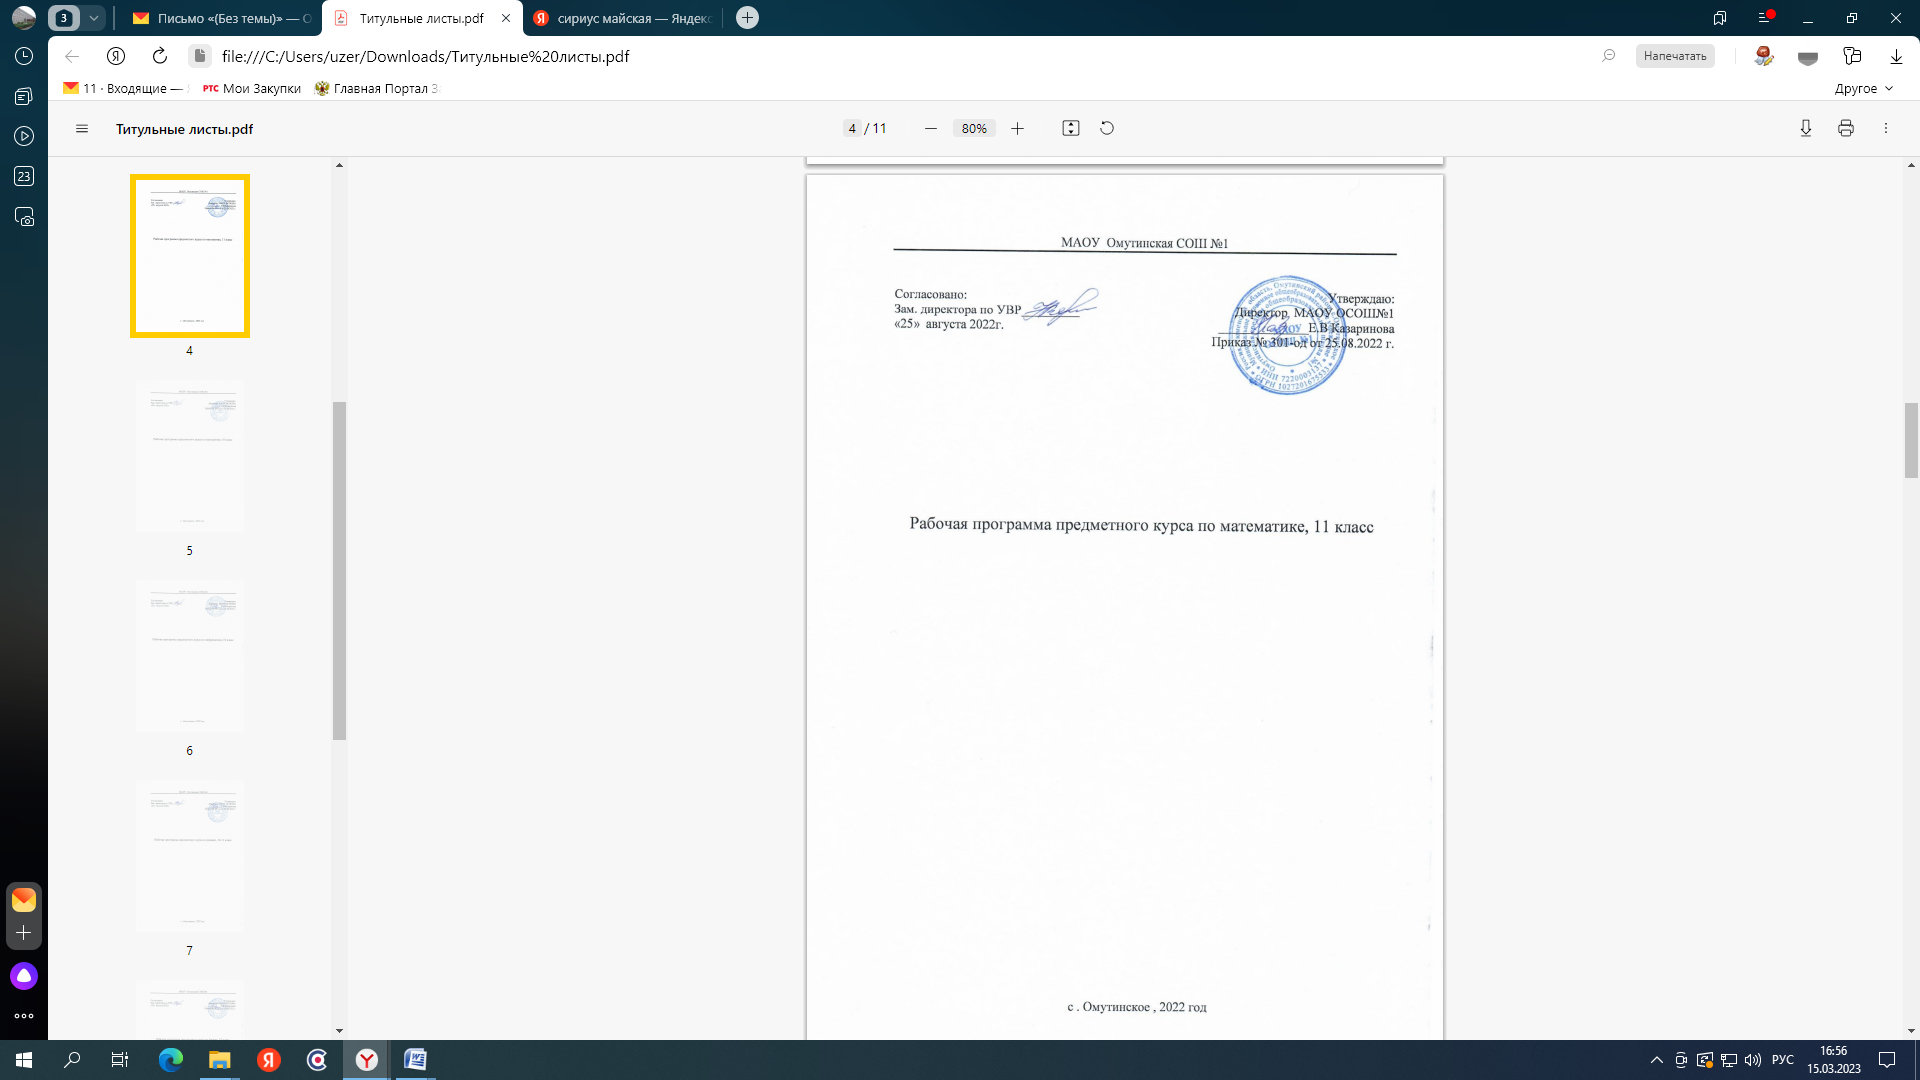 3
Письмо «(Без темы)» — О
Титульные листы.pdf
сириус майская — Яндекс
file:///C:/Users/uzer/Downloads/Титульные%20листы.pdf
Напечатать
11 · Входящие —
РТС Мои Закупки
Главная Портал З
Другое
Титульные листы.pdf
4 / 11
80%
23
4
5
6
7
МАОУ Омутинская СОШ №1
Согласовано:
Зам. директора по УВР
«25» августа 2022г.
Утверждаю:
Директор МАОУ ОСОШ№1
Е.В Казаринова
Приказ № 301-од от 25.08.2022 г.
Рабочая программа предметного курса по математике, 11 класс
с . Омутинское , 2022 год
РУС
16:56
15.03.2023